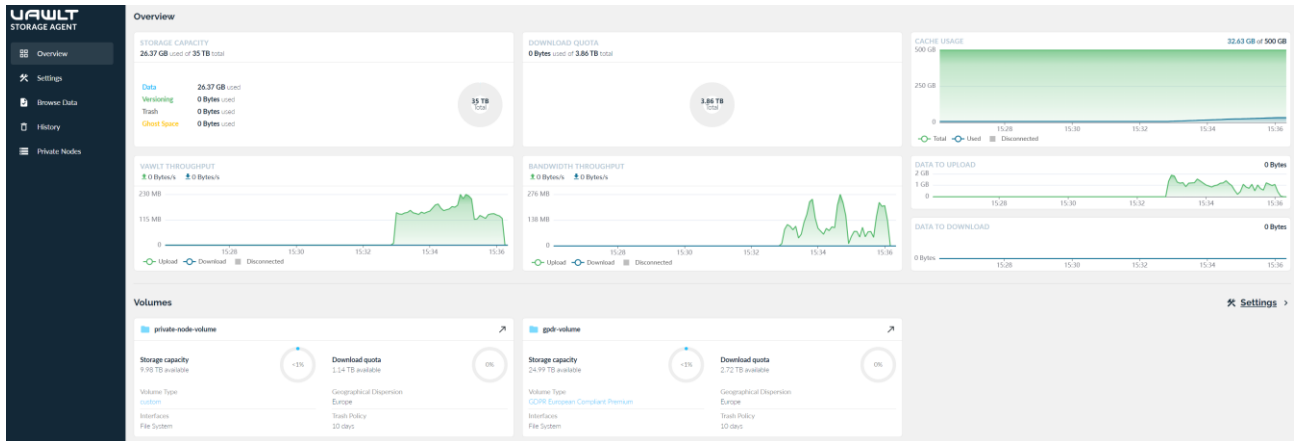 VAWLT
STORAGE AGENT
Overview
Settings
Browse Data
History
Private Nodes
Overview
STORAGE CAPACITY
26.37 GB used of 35 TB total
Data 26.37 GB used
Versioning 0 Bytes used
Trash 0 Bytes used
Ghost Space 0 Bytes used
35 TB
Total
DOWNLOAD QUOTA
0 Bytes used of 3.86 TB total
3.86 TB
Total
CACHE USAGE 32.63 GB of 500 GB
500 GB
250 GB
0
15:28 15:30 15:32 15:34 15:36
Total Used Disconnected
VAWLT THROUGHPUT
0 Bytes/s 0 Bytes/s
230 MB
115 MB
0
15:28 15:30 15:32 15:34 15:36
Upload Download Disconnected
BANDWIDTH THROUGHPUT
0 Bytes/s 0 Bytes/s
276 MB
138 MB
0
15:28 15:30 15:32 15:34 15:36
Upload Download Disconnected
DATA TO UPLOAD 0 Bytes
2 GB
1 GB
0
15:28 15:30 15:32 15:34 15:36
DATA TO DOWNLOAD 0 Bytes
0 Bytes
15:28 15:30 15:32 15:34 15:36
Volumes
Settings >
private-node-volume
Storage capacity
9.98 TB available
<1%
Download quota
1.14 TB available
0%
Volume Type
custom
Geographical Dispersion
Europe
Interfaces
File System
Trash Policy
10 days
gpdr-volume
Storage capacity
24.99 TB available
<1%
Download quota
2.72 TB available
0%
Volume Type
GDPR European Compliant Premium
Geographical Dispersion
Europe
Interfaces
File System
Trash Policy
10 days